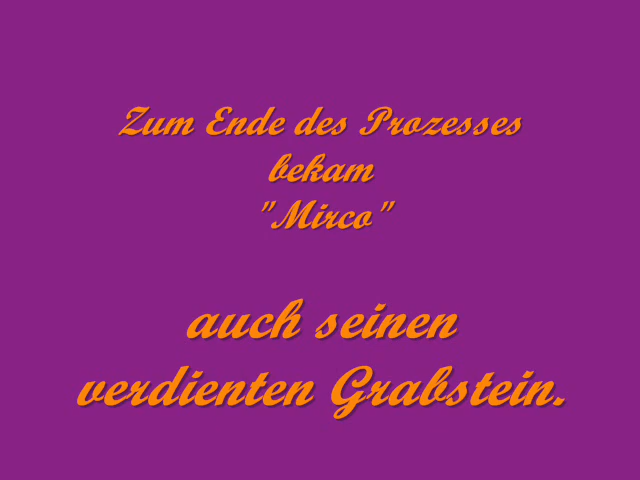 Zum Ende des Prozesses
bekam
"Mirco"
auch seinen
verdienten Grabstein.